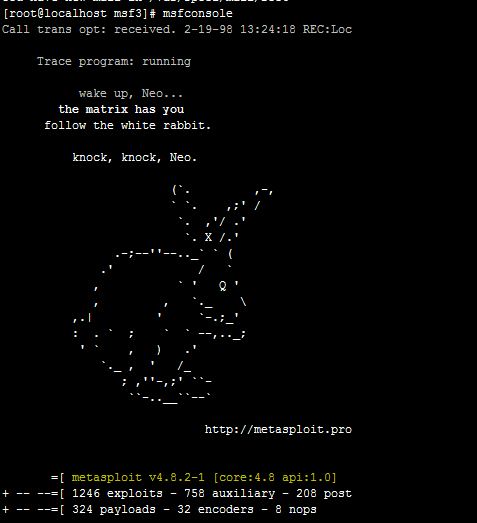 [root@localhost msf3]# msfconsole
Call trans opt: received. 2-19-98 13:24:18 REC:Loc
Trace program: running
wake up, Neo...
the matrix has you
follow the white rabbit.
knock, knock, Neo.
http://metasploit.pro
=[ metasploit v4.8.2-1 [core:4.8 api:1.0]
+ -- --=[ 1246 exploits - 758 auxiliary - 208 post
+ -- --=[ 324 payloads - 32 encoders - 8 nops